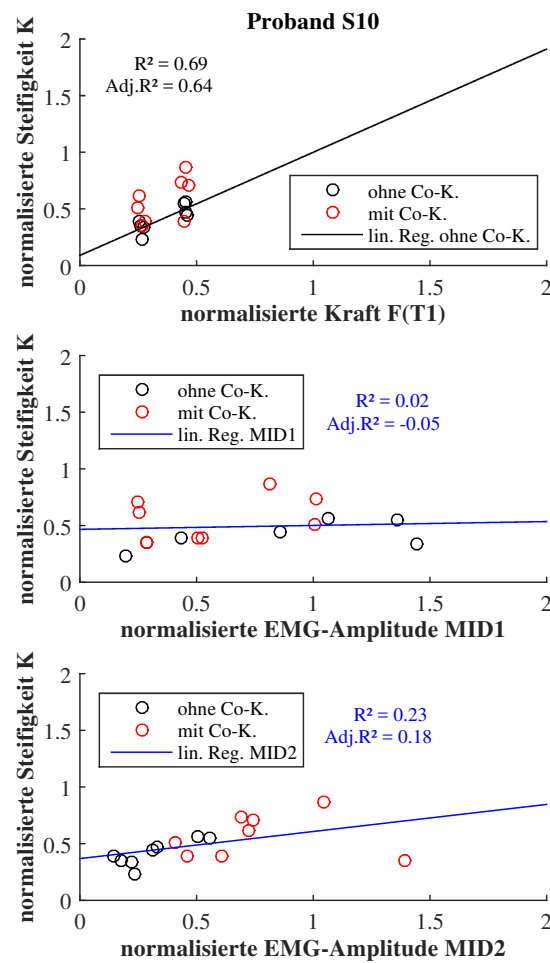 Proband S10
normalisierte Steifigkeit K
2
1.5
1
0.5
0
R² = 0.69
Adj.R² = 0.64
ohne Co-K.
mit Co-K.
lin. Reg. ohne Co-K.
0 0.5 1 1.5 2
normalisierte Kraft F(T1)
normalisierte Steifigkeit K
2
1.5
1
0.5
0
ohne Co-K.
mit Co-K.
lin. Reg. MID1
R² = 0.02
Adj.R² = -0.05
0 0.5 1 1.5 2
normalisierte EMG-Amplitude MID1
normalisierte Steifigkeit K
2
1.5
1
0.5
0
ohne Co-K.
mit Co-K.
lin. Reg. MID2
R² = 0.23
Adj.R² = 0.18
0 0.5 1 1.5 2
normalisierte EMG-Amplitude MID2